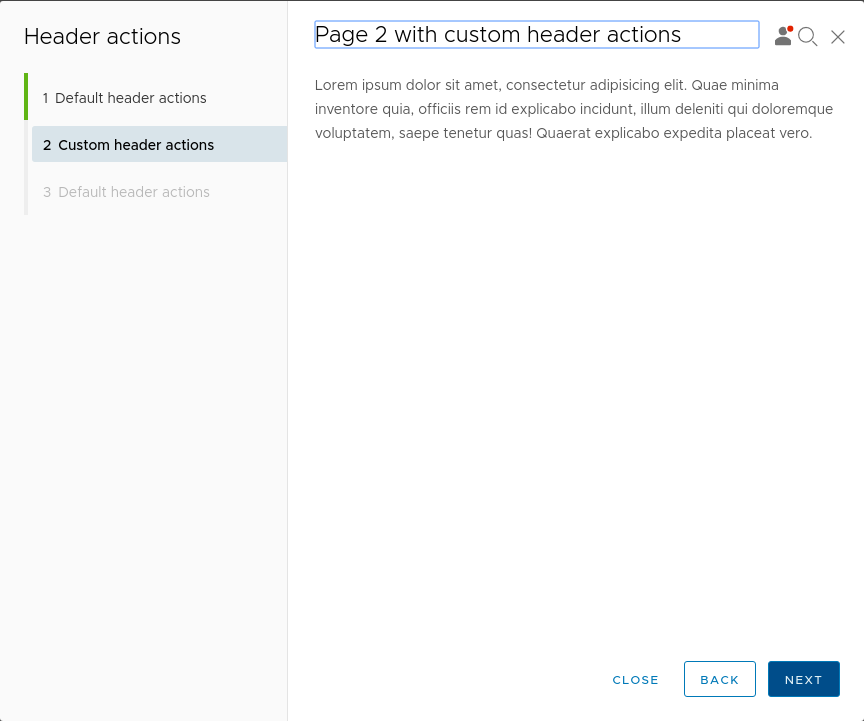 Header actions
1 Default header actions
2 Custom header actions
3 Default header actions
Page 2 with custom header actions
Lorem ipsum dolor sit amet, consectetur adipisicing elit. Quae minima
inventore quia, officiis rem id explicabo incidunt, illum deleniti qui doloremque
voluptatem, saepe tenetur quas! Quaerat explicabo expedita placeat vero.
CLOSE BACK NEXT